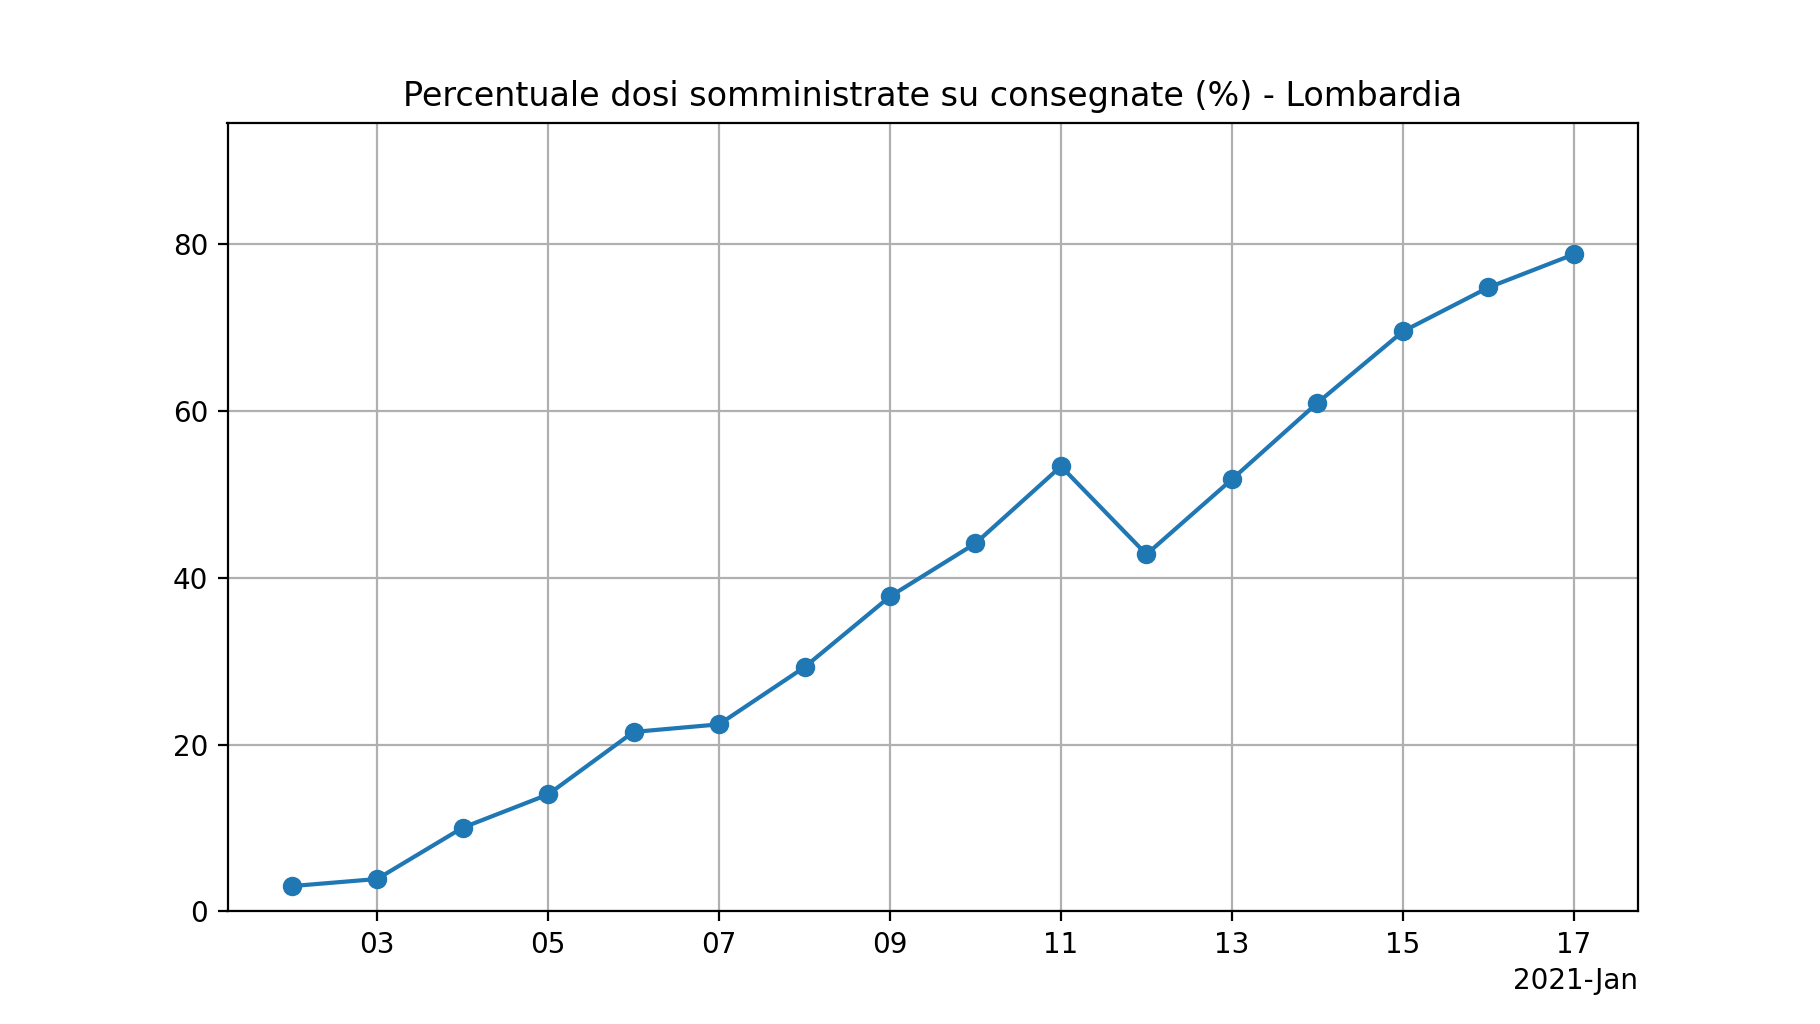 Percentuale dosi somministrate su consegnate (%) - Lombardia
80
60
40
20
0
03 05 07 09 11 13 15 17
2021-Jan